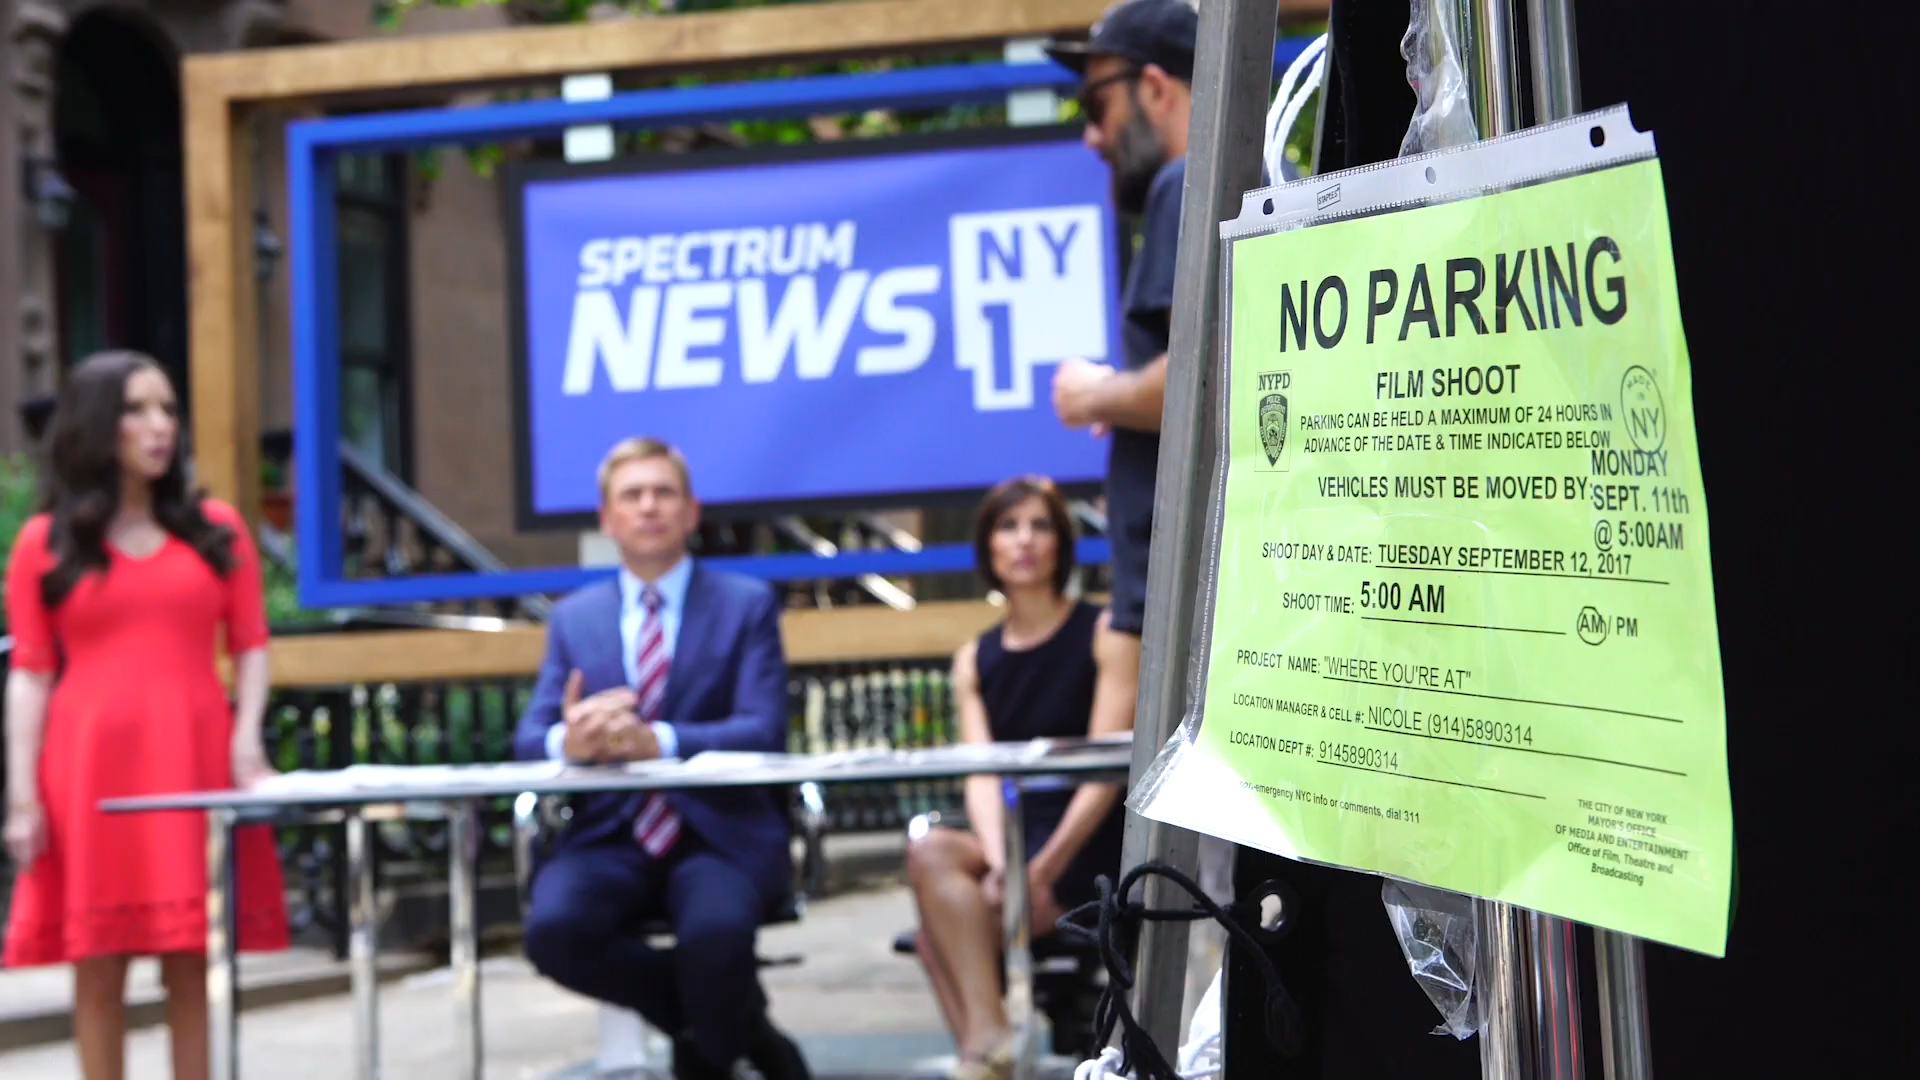 SPECTRUM
NEWS
NY
1
STAPLES
NO PARKING
FILM SHOOT
NYPD
POLICE
MADE
IN
NY
PARKING CAN BE HELD A MAXIMUM OF 24 HOURS IN
ADVANCE OF THE DATE & TIME INDICATED BELOW
VEHICLES MUST BE MOVED BY:
MONDAY
SEPT. 11th
@ 5:00AM
SHOOT DAY & DATE: TUESDAY SEPTEMBER 12, 2017
SHOOT TIME: 5:00 AM
AM / PM
PROJECT NAME: "WHERE YOU'RE AT"
LOCATION MANAGER & CELL #: NICOLE (914)5890314
LOCATION DEPT #: 9145890314
-emergency NYC info or comments, dial 311
THE CITY OF NEW YORK
MAYOR'S OFFICE
OF MEDIA AND ENTERTAINMENT
Office of Film, Theatre and
Broadcasting